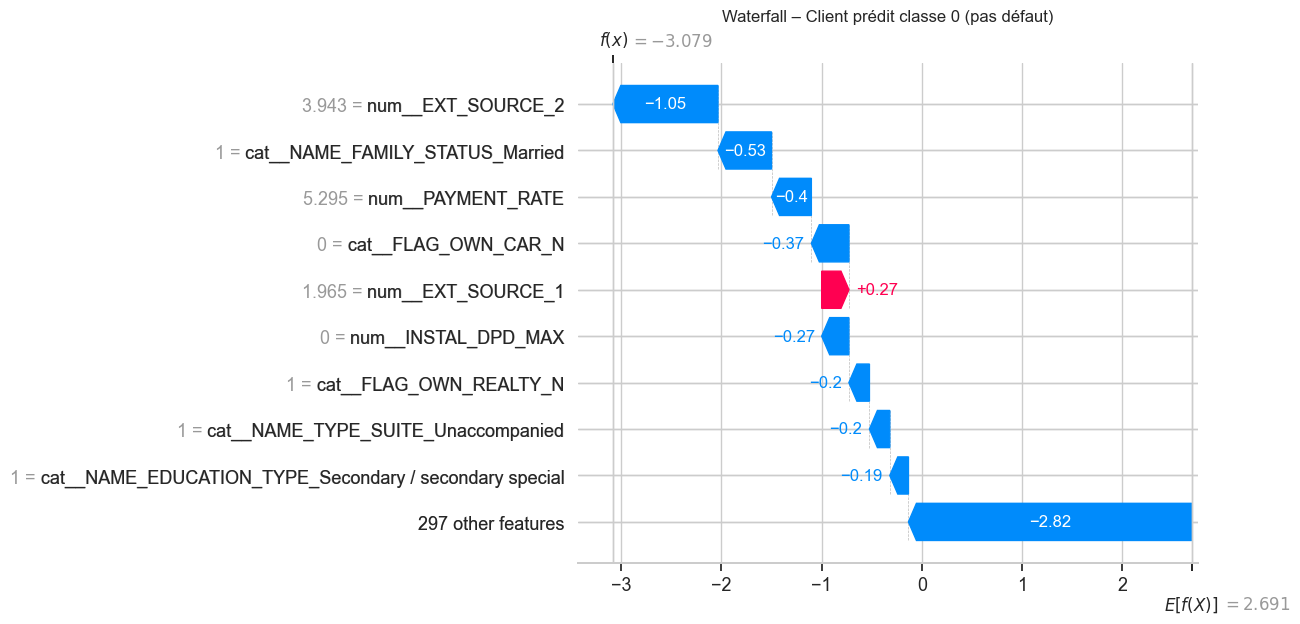 Waterfall – Client prédit classe 0 (pas défaut)
f(x) = −3.079
3.943 = num__EXT_SOURCE_2 −1.05
1 = cat__NAME_FAMILY_STATUS_Married −0.53
5.295 = num__PAYMENT_RATE −0.4
0 = cat__FLAG_OWN_CAR_N −0.37
1.965 = num__EXT_SOURCE_1 +0.27
0 = num__INSTAL_DPD_MAX −0.27
1 = cat__FLAG_OWN_REALTY_N −0.2
1 = cat__NAME_TYPE_SUITE_Unaccompanied −0.2
1 = cat__NAME_EDUCATION_TYPE_Secondary / secondary special −0.19
297 other features −2.82
−3 −2 −1 0 1 2
E[f(X)] = 2.691